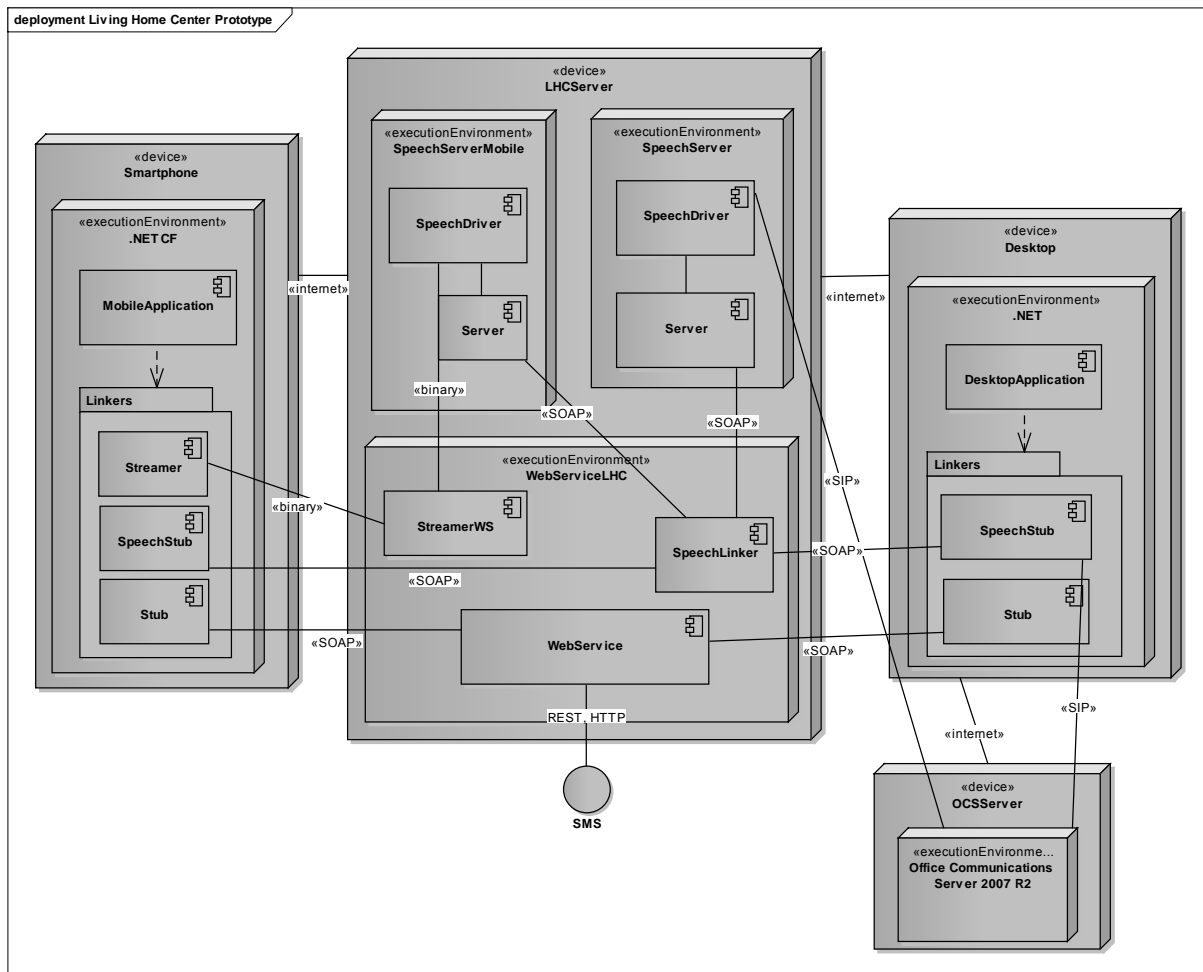 deployment Living Home Center Prototype
«device»
LHCServer
«executionEnvironment»
SpeechServerMobile
SpeechDriver
Server
«executionEnvironment»
SpeechServer
SpeechDriver
Server
«device»
Smartphone
«executionEnvironment»
.NET CF
MobileApplication
Linkers
Streamer
SpeechStub
Stub
«internet»
«internet»
«device»
Desktop
«executionEnvironment»
.NET
DesktopApplication
Linkers
SpeechStub
Stub
«binary»
«SOAP»
«SOAP»
«SIP»
«executionEnvironment»
WebServiceLHC
StreamerWS
SpeechLinker
WebService
«binary»
«SOAP»
«SOAP»
«SOAP»
«SOAP»
«SIP»
«internet»
REST, HTTP
SMS
«device»
OCSServer
«executionEnvironme...
Office Communications
Server 2007 R2